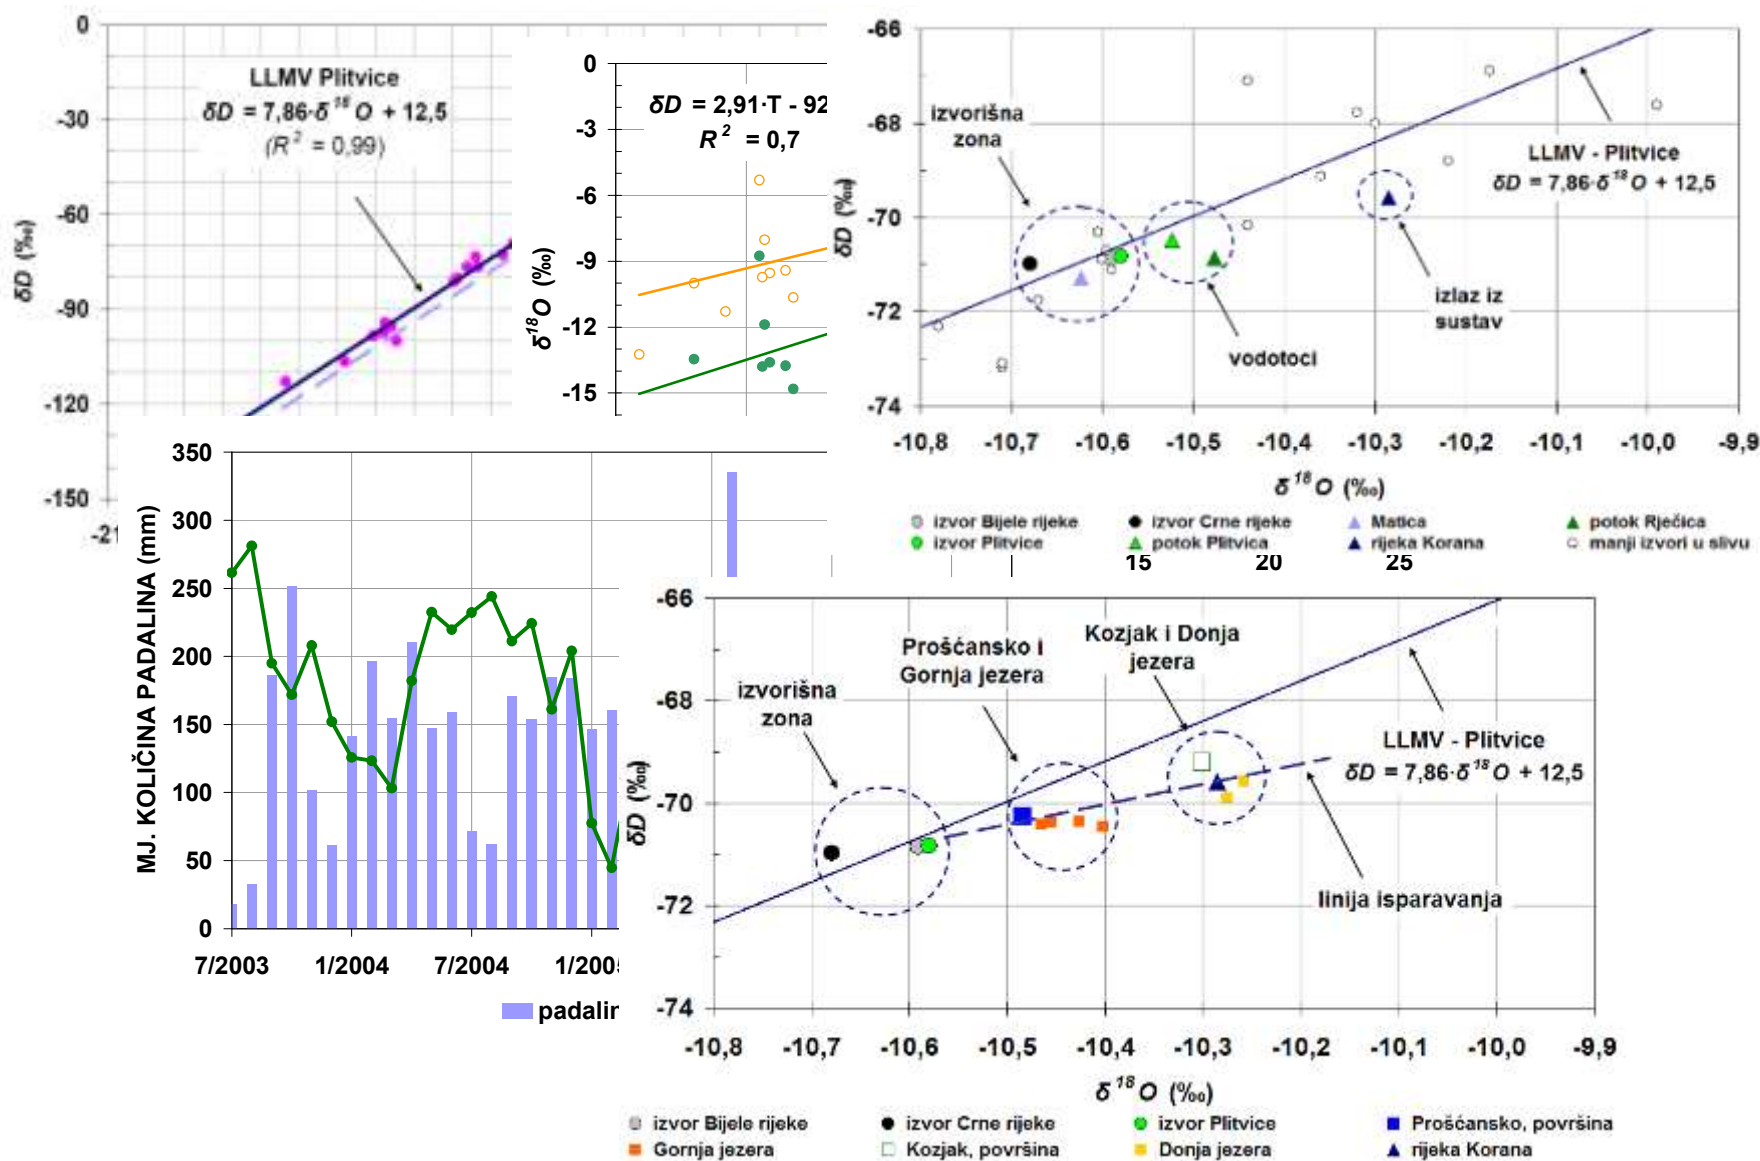 0
-30
-60
-90
-120
-150
-21
δD (‰)
LLMV Plitvice
δD = 7,86·δ¹⁸O + 12,5
(R² = 0,99)
0
-3
-6
-9
-12
-15
δ¹⁸O (‰)
δD = 2,91·T - 92
R² = 0,7
15
20
25
-66
-68
-70
-72
-74
δD (‰)
izvorišna
zona
LLMV - Plitvice
δD = 7,86·δ¹⁸O + 12,5
izlaz iz
sustav
vodotoci
-10,8 -10,7 -10,6 -10,5 -10,4 -10,3 -10,2 -10,1 -10,0 -9,9
δ¹⁸O (‰)
izvor Bijele rijeke izvor Crne rijeke Matica potok Rječica
izvor Plitvice potok Plitvica rijeka Korana manji izvori u slivu
350
300
250
200
150
100
50
0
MJ. KOLIČINA PADALINA (mm)
7/2003 1/2004 7/2004 1/2005
padalin
-66
-68
-70
-72
-74
δD (‰)
izvorišna
zona
Prošćansko i
Gornja jezera
Kozjak i Donja
jezera
LLMV - Plitvice
δD = 7,86·δ¹⁸O + 12,5
linija isparavanja
-10,8 -10,7 -10,6 -10,5 -10,4 -10,3 -10,2 -10,1 -10,0 -9,9
δ¹⁸O (‰)
izvor Bijele rijeke izvor Crne rijeke izvor Plitvice Prošćansko, površina
Gornja jezera Kozjak, površina Donja jezera rijeka Korana